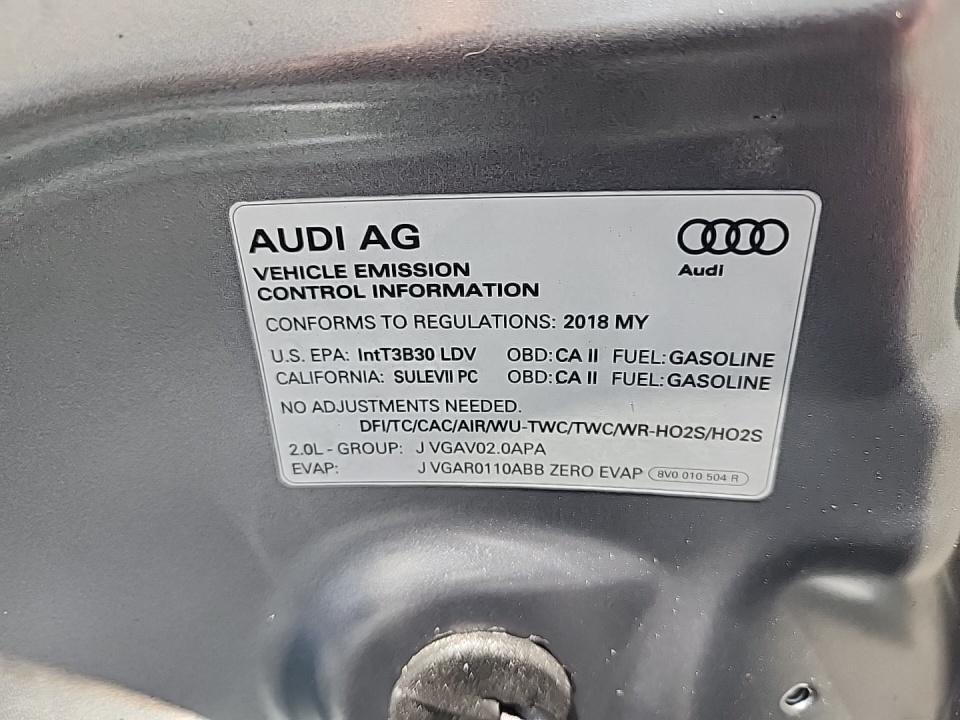 AUDI AG
Audi
VEHICLE EMISSION
CONTROL INFORMATION
CONFORMS TO REGULATIONS: 2018 MY
U.S. EPA: IntT3B30 LDV OBD: CA II FUEL: GASOLINE
CALIFORNIA: SULEVII PC OBD: CA II FUEL: GASOLINE
NO ADJUSTMENTS NEEDED.
DFI/TC/CAC/AIR/WU-TWC/TWC/WR-HO2S/HO2S
2.0L - GROUP: J VGAV02.0APA
EVAP: J VGAR0110ABB ZERO EVAP 8V0 010 504 R